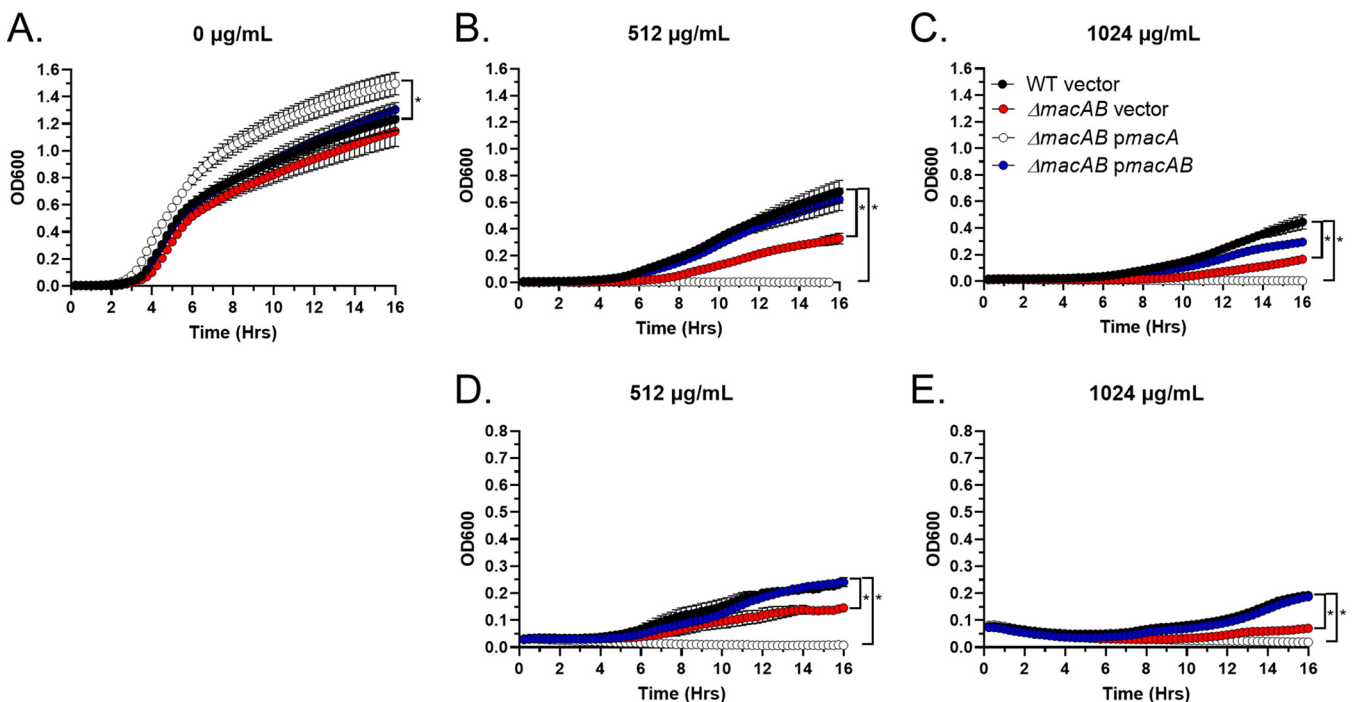 A.
0 µg/mL
OD600
1.6
1.4
1.2
1.0
0.8
0.6
0.4
0.2
0.0
0 2 4 6 8 10 12 14 16
Time (Hrs)
*
B.
512 µg/mL
OD600
1.6
1.4
1.2
1.0
0.8
0.6
0.4
0.2
0.0
0 2 4 6 8 10 12 14 16
Time (Hrs)
* *
C.
1024 µg/mL
OD600
1.6
1.4
1.2
1.0
0.8
0.6
0.4
0.2
0.0
0 2 4 6 8 10 12 14 16
Time (Hrs)
WT vector
ΔmacAB vector
ΔmacAB pmacA
ΔmacAB pmacAB
* *
D.
512 µg/mL
OD600
0.8
0.7
0.6
0.5
0.4
0.3
0.2
0.1
0.0
0 2 4 6 8 10 12 14 16
Time (Hrs)
* *
E.
1024 µg/mL
OD600
0.8
0.7
0.6
0.5
0.4
0.3
0.2
0.1
0.0
0 2 4 6 8 10 12 14 16
Time (Hrs)
* *